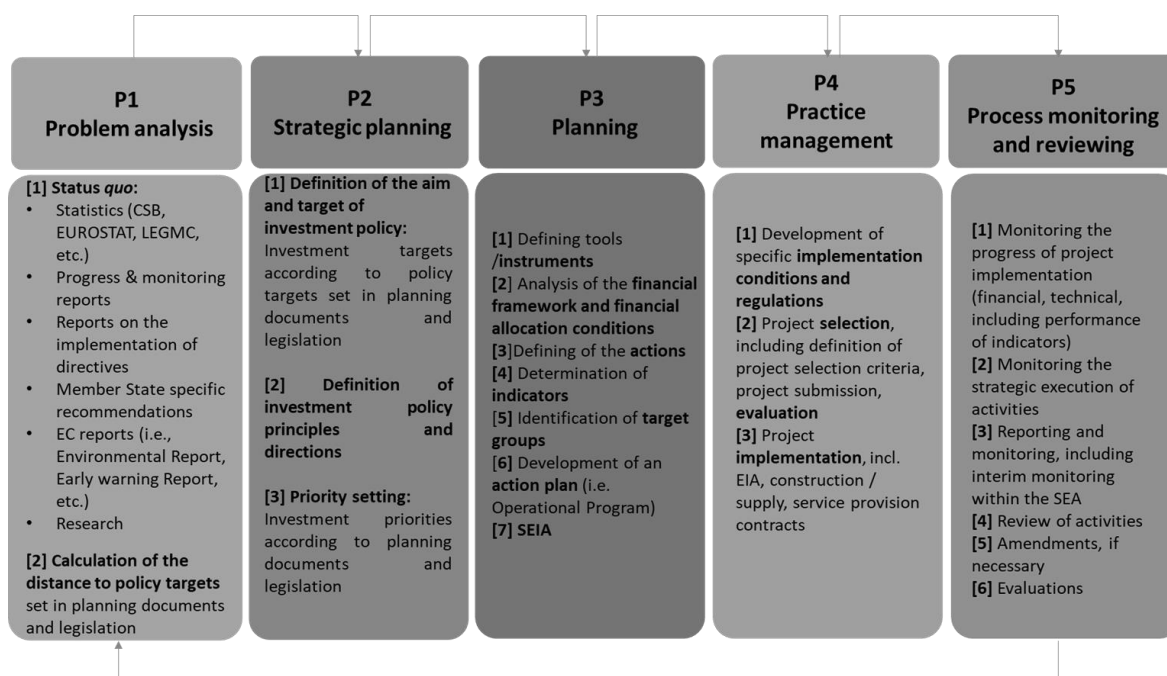 P1
Problem analysis
[1] Status quo:
• Statistics (CSB,
EUROSTAT, LEGMC,
etc.)
• Progress & monitoring
reports
• Reports on the
implementation of
directives
• Member State specific
recommendations
• EC reports (i.e.,
Environmental Report,
Early warning Report,
etc.)
• Research
[2] Calculation of the
distance to policy targets
set in planning documents
and legislation
P2
Strategic planning
[1] Definition of the aim
and target of
investment policy:
Investment targets
according to policy
targets set in planning
documents and
legislation
[2] Definition of
investment policy
principles and
directions
[3] Priority setting:
Investment priorities
according to planning
documents and
legislation
P3
Planning
[1] Defining tools
/instruments
[2] Analysis of the financial
framework and financial
allocation conditions
[3]Defining of the actions
[4] Determination of
indicators
[5] Identification of target
groups
[6] Development of an
action plan (i.e.
Operational Program)
[7] SEIA
P4
Practice
management
[1] Development of
specific implementation
conditions and
regulations
[2] Project selection,
including definition of
project selection criteria,
project submission,
evaluation
[3] Project
implementation, incl.
EIA, construction /
supply, service provision
contracts
P5
Process monitoring
and reviewing
[1] Monitoring the
progress of project
implementation
(financial, technical,
including performance
of indicators)
[2] Monitoring the
strategic execution of
activities
[3] Reporting and
monitoring, including
interim monitoring
within the SEA
[4] Review of activities
[5] Amendments, if
necessary
[6] Evaluations